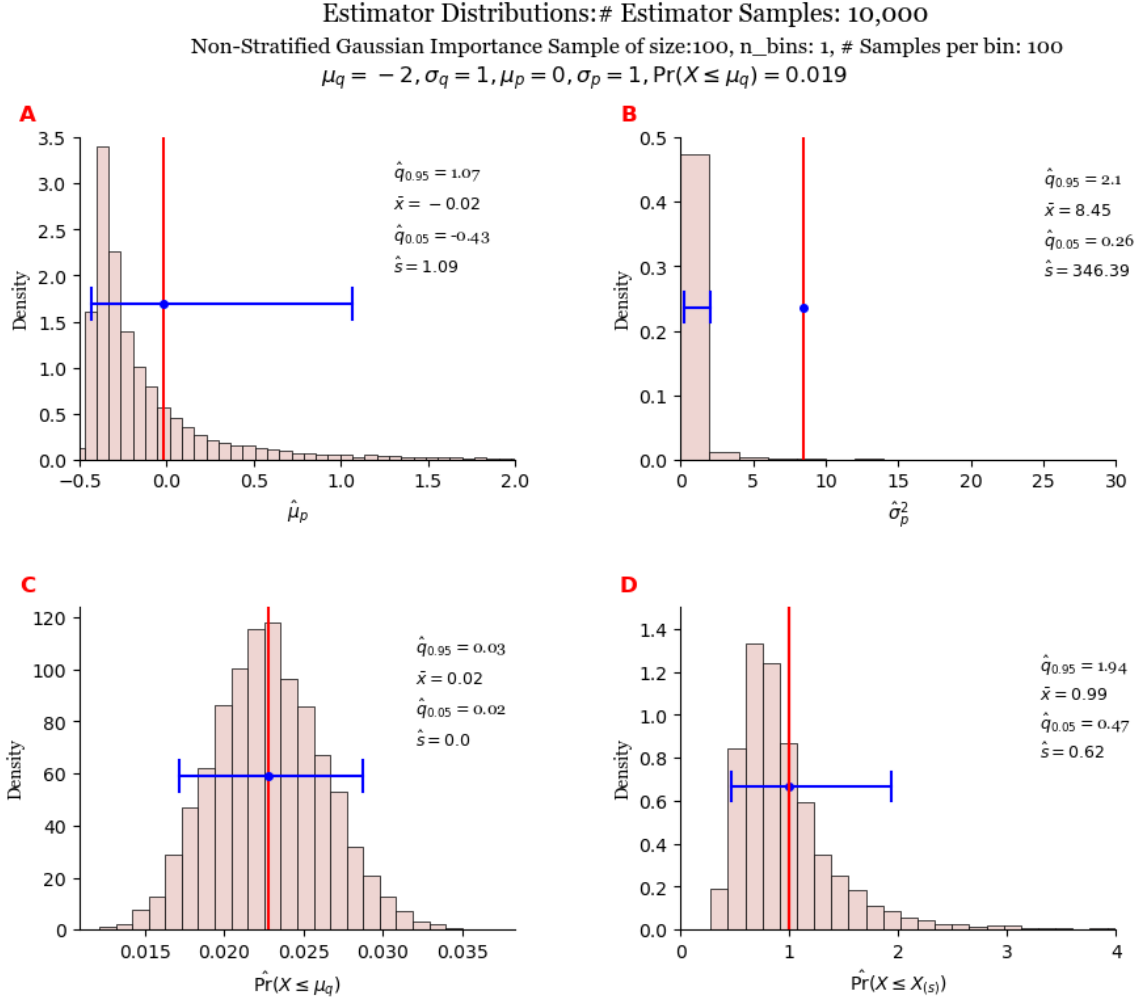 Estimator Distributions:# Estimator Samples: 10,000
Non-Stratified Gaussian Importance Sample of size:100, n_bins: 1, # Samples per bin: 100
μ_q = −2, σ_q = 1, μ_p = 0, σ_p = 1, Pr(X ≤ μ_q) = 0.019
A
3.5
3.0
2.5
2.0
1.5
1.0
0.5
0.0
Density
q̂_0.95 = 1.07
x̄ = −0.02
q̂_0.05 = -0.43
ŝ = 1.09
−0.5 0.0 0.5 1.0 1.5 2.0
μ̂_p
B
0.5
0.4
0.3
0.2
0.1
0.0
Density
q̂_0.95 = 2.1
x̄ = 8.45
q̂_0.05 = 0.26
ŝ = 346.39
0 5 10 15 20 25 30
σ̂²_p
C
120
100
80
60
40
20
0
Density
q̂_0.95 = 0.03
x̄ = 0.02
q̂_0.05 = 0.02
ŝ = 0.0
0.015 0.020 0.025 0.030 0.035
P̂r(X ≤ μ_q)
D
1.4
1.2
1.0
0.8
0.6
0.4
0.2
0.0
Density
q̂_0.95 = 1.94
x̄ = 0.99
q̂_0.05 = 0.47
ŝ = 0.62
0 1 2 3 4
P̂r(X ≤ X_(s))